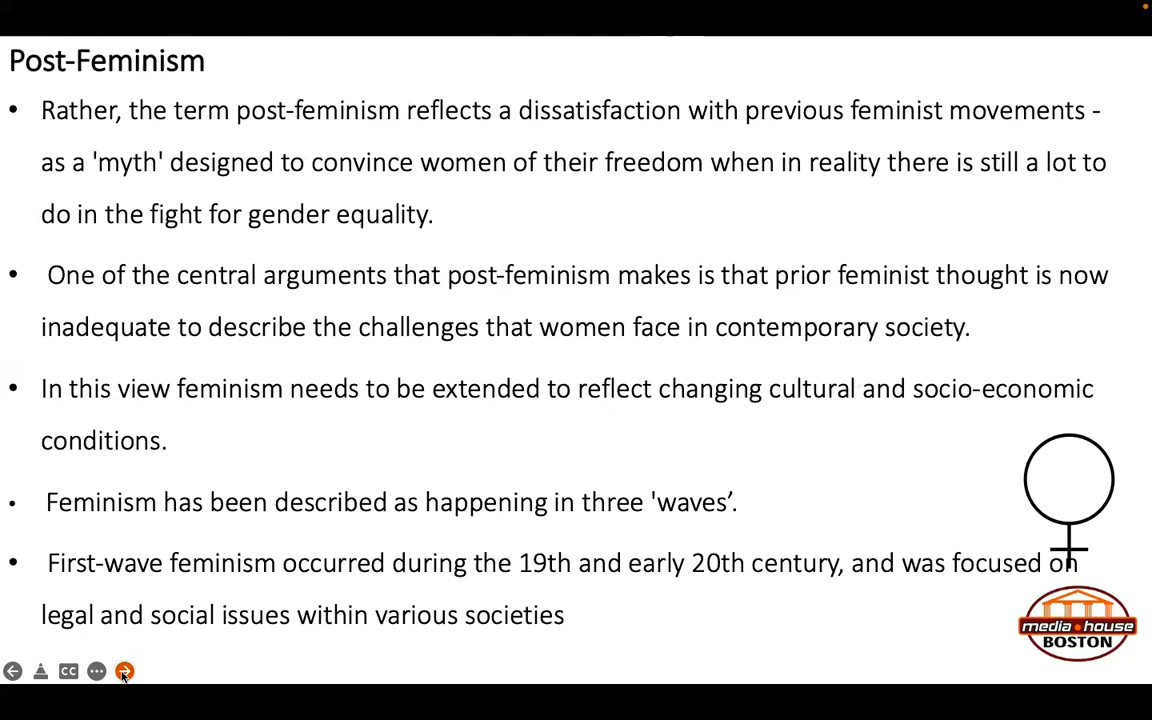 Post-Feminism
• Rather, the term post-feminism reflects a dissatisfaction with previous feminist movements -
as a 'myth' designed to convince women of their freedom when in reality there is still a lot to
do in the fight for gender equality.
• One of the central arguments that post-feminism makes is that prior feminist thought is now
inadequate to describe the challenges that women face in contemporary society.
• In this view feminism needs to be extended to reflect changing cultural and socio-economic
conditions.
• Feminism has been described as happening in three 'waves’.
• First-wave feminism occurred during the 19th and early 20th century, and was focused on
legal and social issues within various societies
media•house
BOSTON
CC